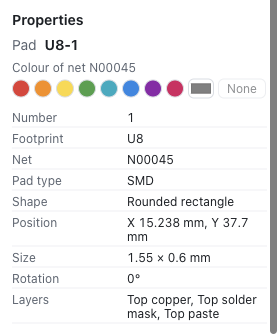 Properties
Pad U8-1
Colour of net N00045
None
Number 1
Footprint U8
Net N00045
Pad type SMD
Shape Rounded rectangle
Position X 15.238 mm, Y 37.7
mm
Size 1.55 × 0.6 mm
Rotation 0°
Layers Top copper, Top solder
mask, Top paste